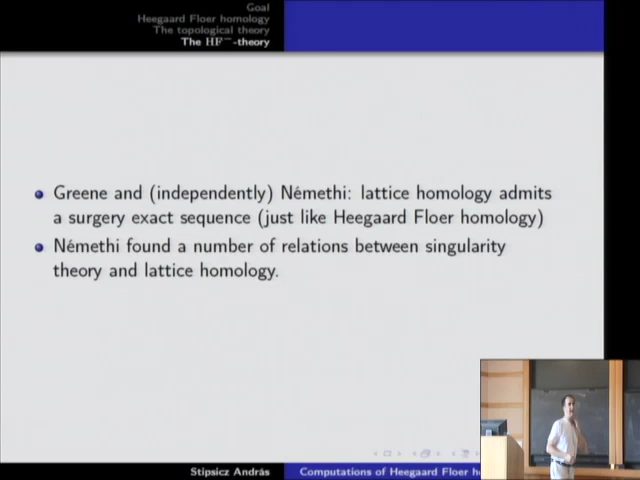 Goal
Heegaard Floer homology
The topological theory
The HF⁻-theory
Greene and (independently) Némethi: lattice homology admits
a surgery exact sequence (just like Heegaard Floer homology)
Némethi found a number of relations between singularity
theory and lattice homology.
Stipsicz András
Computations of Heegaard Floer h